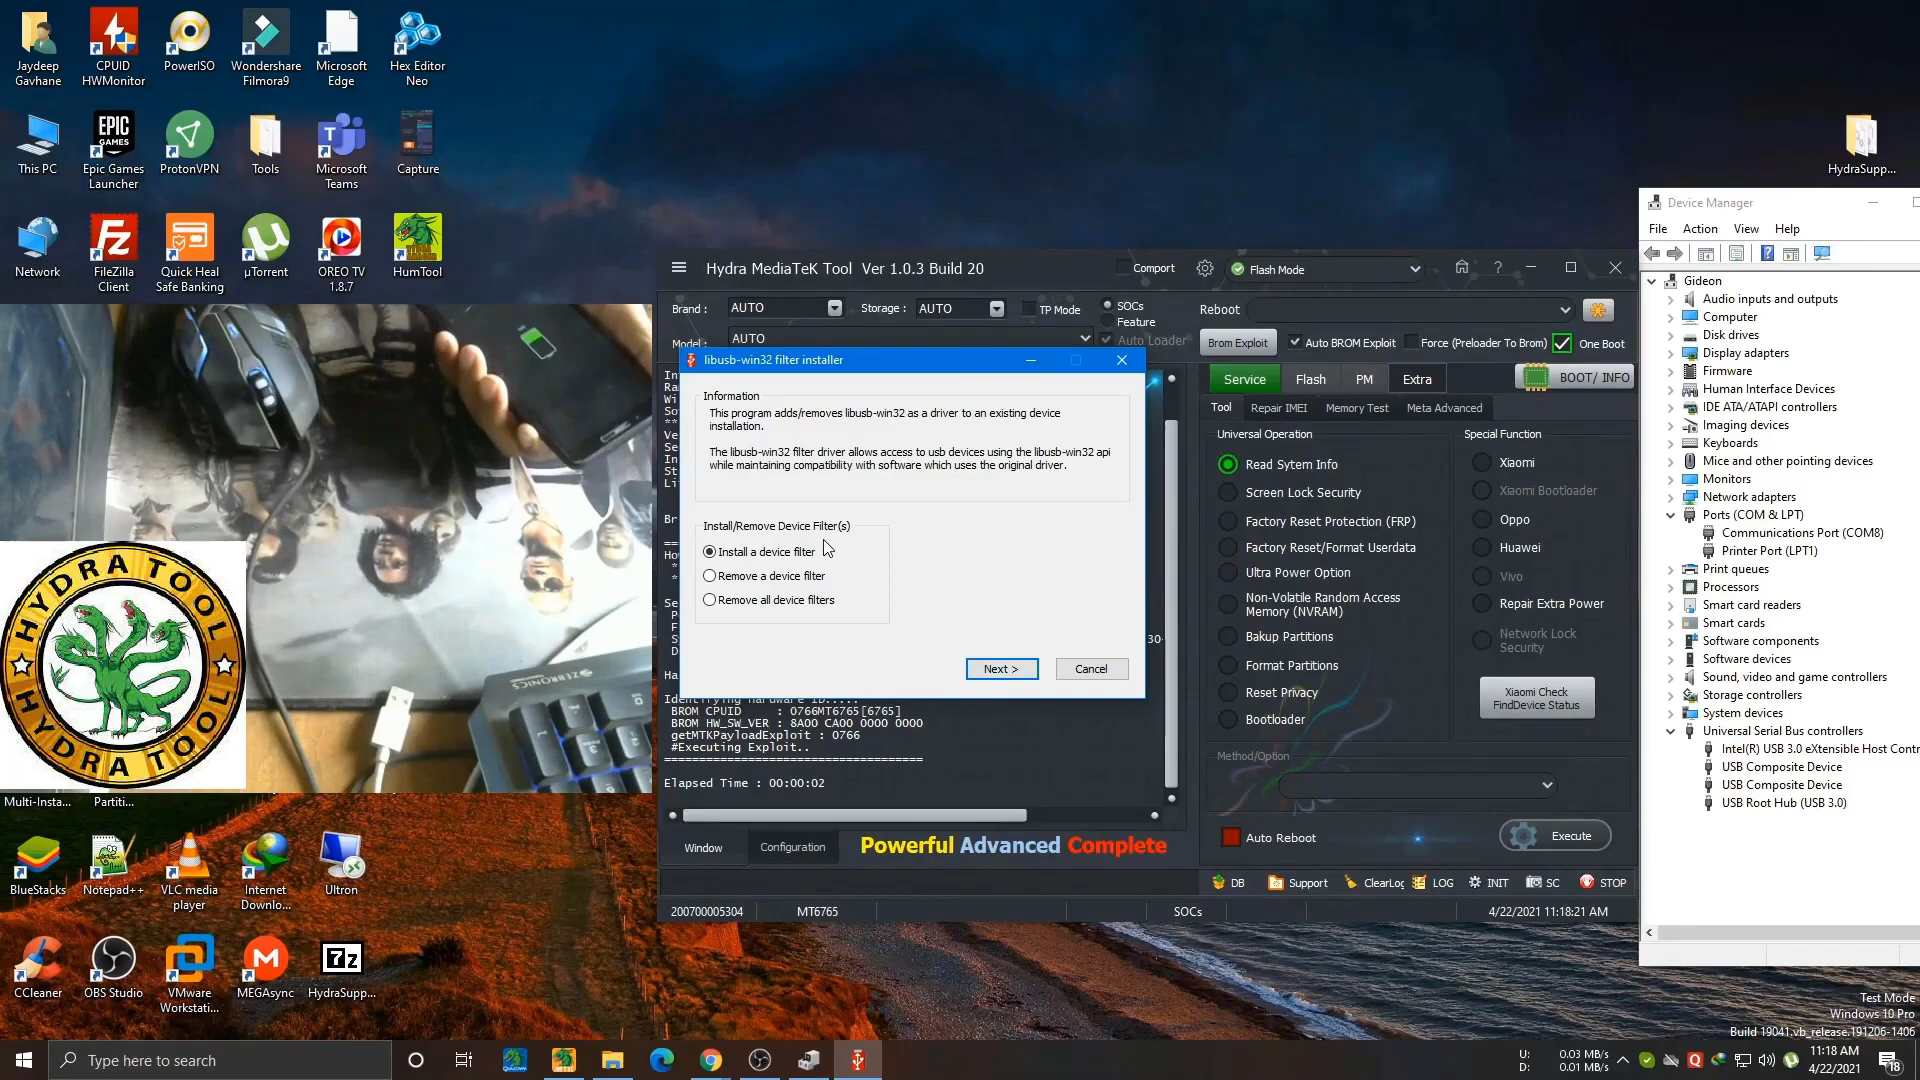 Jaydeep
Gavhane
CPUID
HWMonitor
PowerISO
Wondershare
Filmora9
Microsoft
Edge
Hex Editor
Neo
This PC
EPIC
GAMES
Epic Games
Launcher
ProtonVPN
Tools
Microsoft
Teams
Capture
Network
FileZilla
Client
Quick Heal
Safe Banking
µTorrent
OREO TV
1.8.7
HumTool
HydraSupp...
HYDRA TOOL
HYDRA TOOL
ZEBRONICS
Multi-Insta...
Partiti...
BlueStacks
Notepad++
VLC media
player
Internet
Downlo...
Ultron
CCleaner
OBS Studio
VMware
Workstati...
MEGAsync
7z
HydraSupp...
Hydra MediaTeK Tool Ver 1.0.3 Build 20
Comport
Flash Mode
?
Brand :
AUTO
Storage :
AUTO
TP Mode
SOCs
Feature
Model :
AUTO
Auto Loader
Reboot
Brom Exploit
Auto BROM Exploit
Force (Preloader To Brom)
One Boot
Service
Flash
PM
Extra
BOOT/ INFO
Tool
Repair IMEI
Memory Test
Meta Advanced
Universal Operation
Read Sytem Info
Screen Lock Security
Factory Reset Protection (FRP)
Factory Reset/Format Userdata
Ultra Power Option
Non-Volatile Random Access
Memory (NVRAM)
Bakup Partitions
Format Partitions
Reset Privacy
Bootloader
Special Function
Xiaomi
Xiaomi Bootloader
Oppo
Huawei
Vivo
Repair Extra Power
Network Lock
Security
Xiaomi Check
FindDevice Status
Method/Option
Auto Reboot
Execute
libusb-win32 filter installer
Information
This program adds/removes libusb-win32 as a driver to an existing device
installation.
The libusb-win32 filter driver allows access to usb devices using the libusb-win32 api
while maintaining compatibility with software which uses the original driver.
Install/Remove Device Filter(s)
Install a device filter
Remove a device filter
Remove all device filters
Next >
Cancel
30-
Identifying Hardware ID.....
BROM CPUID : 0766MT6765[6765]
BROM HW_SW_VER : 8A00 CA00 0000 0000
getMTKPayloadExploit : 0766
#Executing Exploit..
=====================================
Elapsed Time : 00:00:02
Window
Configuration
Powerful Advanced Complete
DB
Support
ClearLog
LOG
INIT
SC
STOP
200700005304
MT6765
SOCs
4/22/2021 11:18:21 AM
Device Manager
File
Action
View
Help
Gideon
Audio inputs and outputs
Computer
Disk drives
Display adapters
Firmware
Human Interface Devices
IDE ATA/ATAPI controllers
Imaging devices
Keyboards
Mice and other pointing devices
Monitors
Network adapters
Ports (COM & LPT)
Communications Port (COM8)
Printer Port (LPT1)
Print queues
Processors
Smart card readers
Smart cards
Software components
Software devices
Sound, video and game controllers
Storage controllers
System devices
Universal Serial Bus controllers
Intel(R) USB 3.0 eXtensible Host Contr
USB Composite Device
USB Composite Device
USB Root Hub (USB 3.0)
Test Mode
Windows 10 Pro
Build 19041.vb_release.191206-1406
Type here to search
U: 0.03 MB/s
D: 0.01 MB/s
11:18 AM
4/22/2021
18